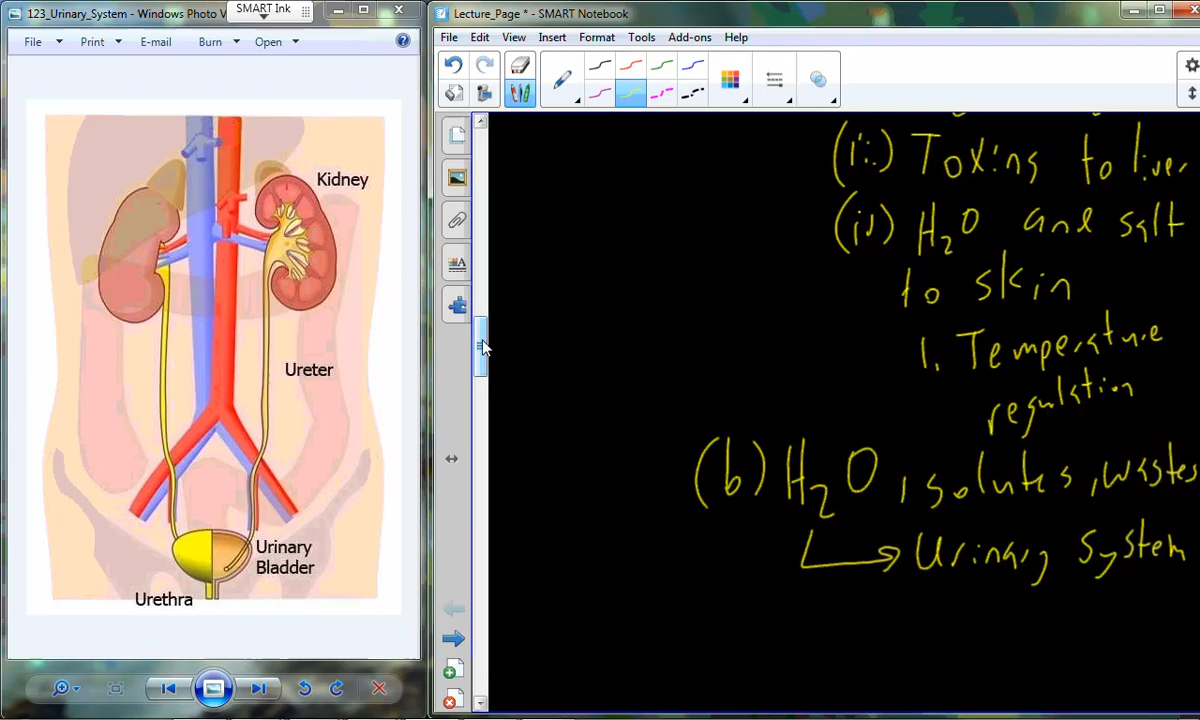 123_Urinary_System - Windows Photo V
SMART Ink
File Print E-mail Burn Open
Kidney
Ureter
Urinary
Bladder
Urethra
Lecture_Page * - SMART Notebook
File Edit View Insert Format Tools Add-ons Help
Toxins to liver
(iv) H2O and salt
to skin
1. Temperature
regulation
(b) H2O, solutes, wastes
Urinary System